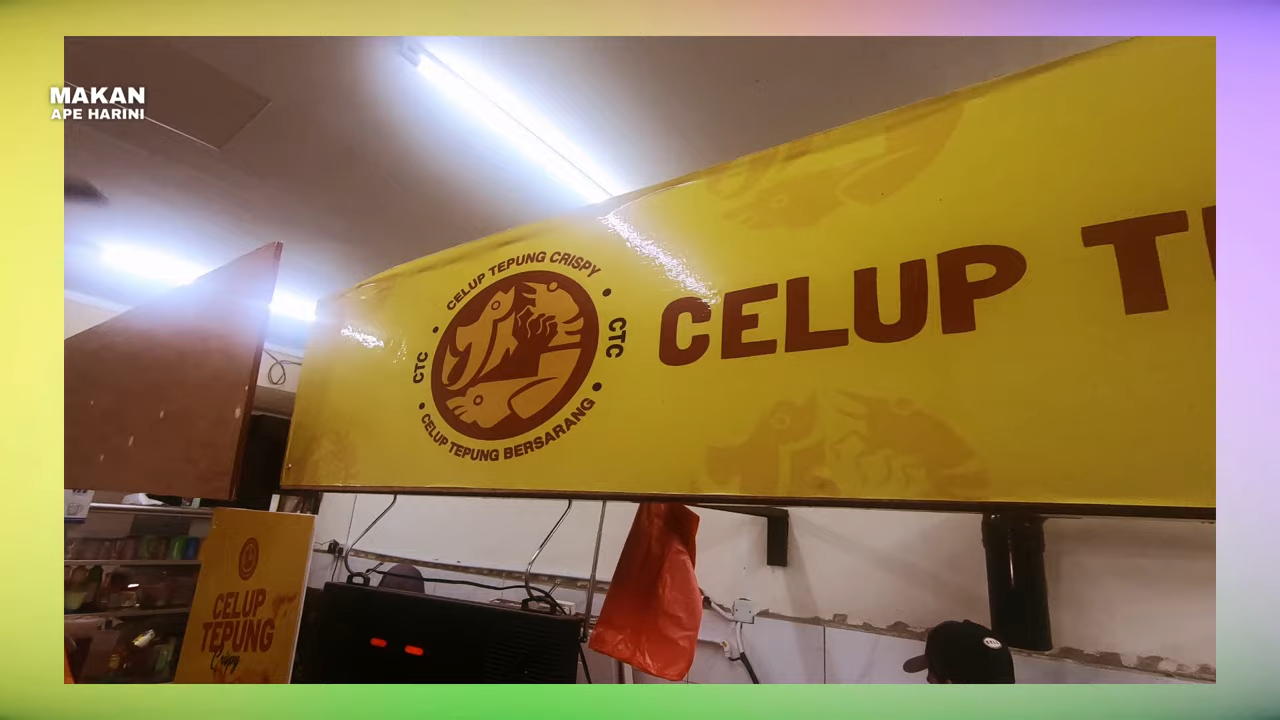 MAKAN
APE HARINI
CELUP TEPUNG CRISPY
CTC
CTC
CELUP TEPUNG BERSARANG
CELUP
CELUP
TEPUNG
Crispy